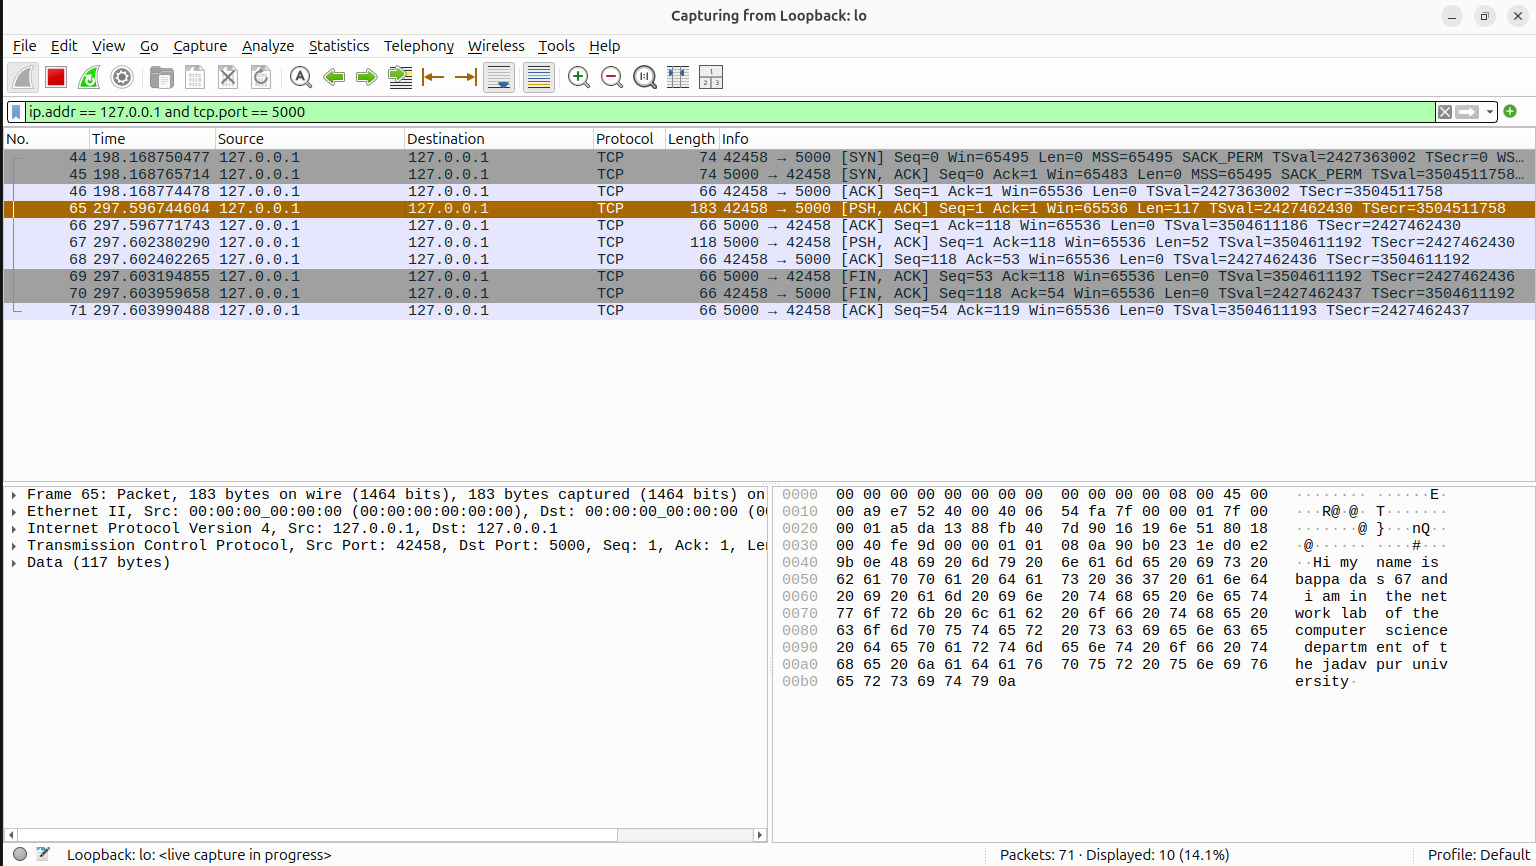 Capturing from Loopback: lo
File Edit View Go Capture Analyze Statistics Telephony Wireless Tools Help
ip.addr == 127.0.0.1 and tcp.port == 5000
No. Time Source Destination Protocol Length Info
44 198.168750477 127.0.0.1 127.0.0.1 TCP 74 42458 → 5000 [SYN] Seq=0 Win=65495 Len=0 MSS=65495 SACK_PERM TSval=2427363002 TSecr=0 WS…
45 198.168765714 127.0.0.1 127.0.0.1 TCP 74 5000 → 42458 [SYN, ACK] Seq=0 Ack=1 Win=65483 Len=0 MSS=65495 SACK_PERM TSval=3504511758…
46 198.168774478 127.0.0.1 127.0.0.1 TCP 66 42458 → 5000 [ACK] Seq=1 Ack=1 Win=65536 Len=0 TSval=2427363002 TSecr=3504511758
65 297.596744604 127.0.0.1 127.0.0.1 TCP 183 42458 → 5000 [PSH, ACK] Seq=1 Ack=1 Win=65536 Len=117 TSval=2427462430 TSecr=3504511758
66 297.596771743 127.0.0.1 127.0.0.1 TCP 66 5000 → 42458 [ACK] Seq=1 Ack=118 Win=65536 Len=0 TSval=3504611186 TSecr=2427462430
67 297.602380290 127.0.0.1 127.0.0.1 TCP 118 5000 → 42458 [PSH, ACK] Seq=1 Ack=118 Win=65536 Len=52 TSval=3504611192 TSecr=2427462430
68 297.602402265 127.0.0.1 127.0.0.1 TCP 66 42458 → 5000 [ACK] Seq=118 Ack=53 Win=65536 Len=0 TSval=2427462436 TSecr=3504611192
69 297.603194855 127.0.0.1 127.0.0.1 TCP 66 5000 → 42458 [FIN, ACK] Seq=53 Ack=118 Win=65536 Len=0 TSval=3504611192 TSecr=2427462436
70 297.603959658 127.0.0.1 127.0.0.1 TCP 66 42458 → 5000 [FIN, ACK] Seq=118 Ack=54 Win=65536 Len=0 TSval=2427462437 TSecr=3504611192
71 297.603990488 127.0.0.1 127.0.0.1 TCP 66 5000 → 42458 [ACK] Seq=54 Ack=119 Win=65536 Len=0 TSval=3504611193 TSecr=2427462437
Frame 65: Packet, 183 bytes on wire (1464 bits), 183 bytes captured (1464 bits) on
Ethernet II, Src: 00:00:00_00:00:00 (00:00:00:00:00:00), Dst: 00:00:00_00:00:00 (0
Internet Protocol Version 4, Src: 127.0.0.1, Dst: 127.0.0.1
Transmission Control Protocol, Src Port: 42458, Dst Port: 5000, Seq: 1, Ack: 1, Le
Data (117 bytes)
0000 00 00 00 00 00 00 00 00 00 00 00 00 08 00 45 00 ········ ······E·
0010 00 a9 e7 52 40 00 40 06 54 fa 7f 00 00 01 7f 00 ···R@·@· T·······
0020 00 01 a5 da 13 88 fb 40 7d 90 16 19 6e 51 80 18 ·······@ }···nQ··
0030 00 40 fe 9d 00 00 01 01 08 0a 90 b0 23 1e d0 e2 ·@······ ····#···
0040 9b 0e 48 69 20 6d 79 20 6e 61 6d 65 20 69 73 20 ··Hi my name is
0050 62 61 70 70 61 20 64 61 73 20 36 37 20 61 6e 64 bappa da s 67 and
0060 20 69 20 61 6d 20 69 6e 20 74 68 65 20 6e 65 74 i am in the net
0070 77 6f 72 6b 20 6c 61 62 20 6f 66 20 74 68 65 20 work lab of the
0080 63 6f 6d 70 75 74 65 72 20 73 63 69 65 6e 63 65 computer science
0090 20 64 65 70 61 72 74 6d 65 6e 74 20 6f 66 20 74 departm ent of t
00a0 68 65 20 6a 61 64 61 76 70 75 72 20 75 6e 69 76 he jadav pur univ
00b0 65 72 73 69 74 79 0a ersity·
Loopback: lo: <live capture in progress>
Packets: 71 · Displayed: 10 (14.1%)
Profile: Default